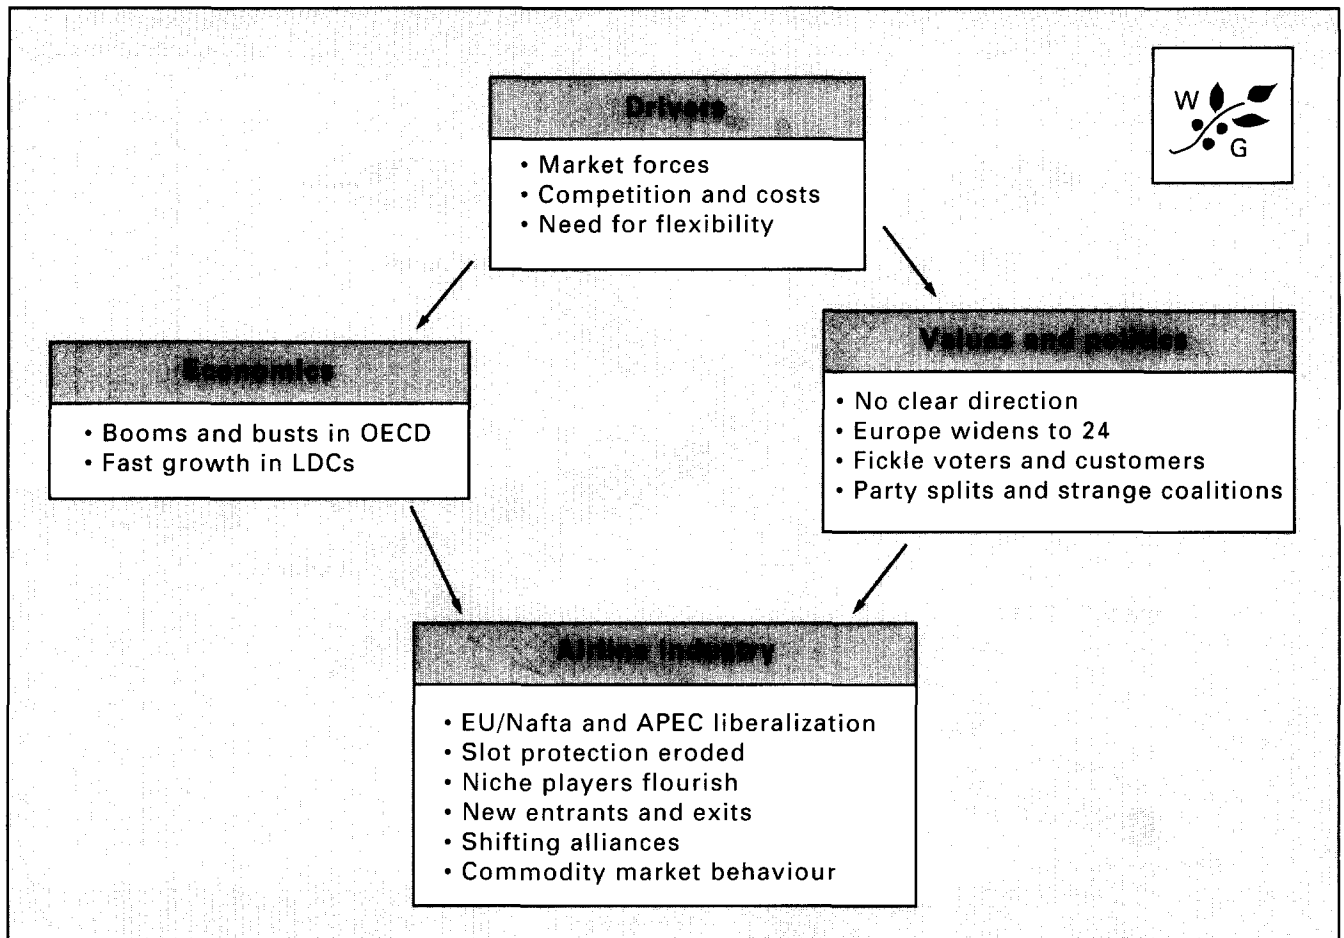 Drivers
• Market forces
• Competition and costs
• Need for flexibility
W
G
Economics
• Booms and busts in OECD
• Fast growth in LDCs
Values and politics
• No clear direction
• Europe widens to 24
• Fickle voters and customers
• Party splits and strange coalitions
Airline industry
• EU/Nafta and APEC liberalization
• Slot protection eroded
• Niche players flourish
• New entrants and exits
• Shifting alliances
• Commodity market behaviour